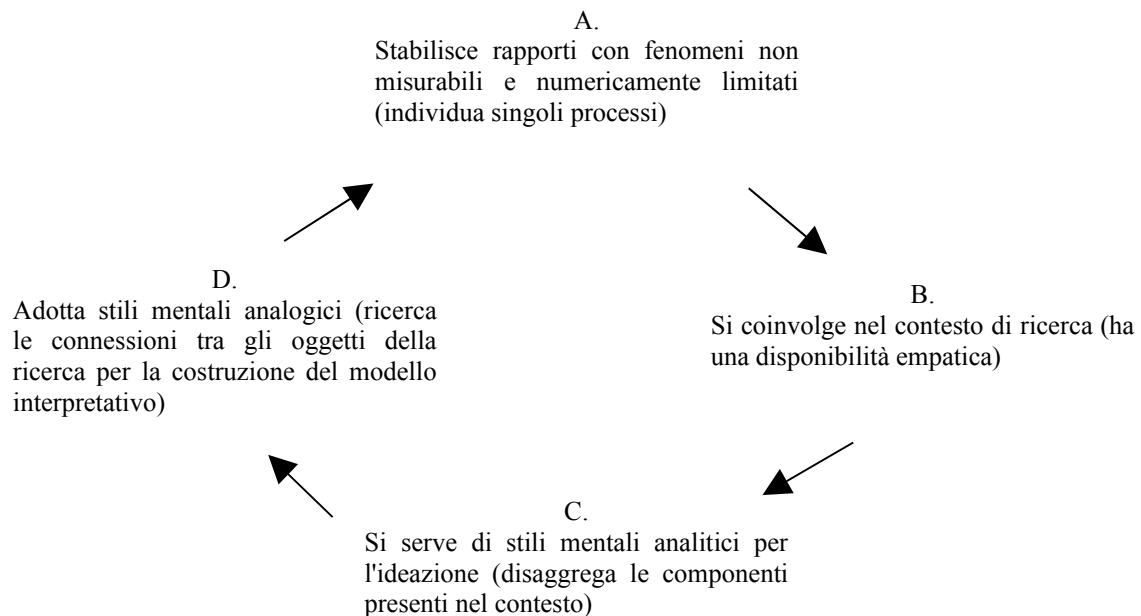 A.
Stabilisce rapporti con fenomeni non
misurabili e numericamente limitati
(individua singoli processi)
D.
Adotta stili mentali analogici (ricerca
le connessioni tra gli oggetti della
ricerca per la costruzione del modello
interpretativo)
B.
Si coinvolge nel contesto di ricerca (ha
una disponibilità empatica)
C.
Si serve di stili mentali analitici per
l'ideazione (disaggrega le componenti
presenti nel contesto)